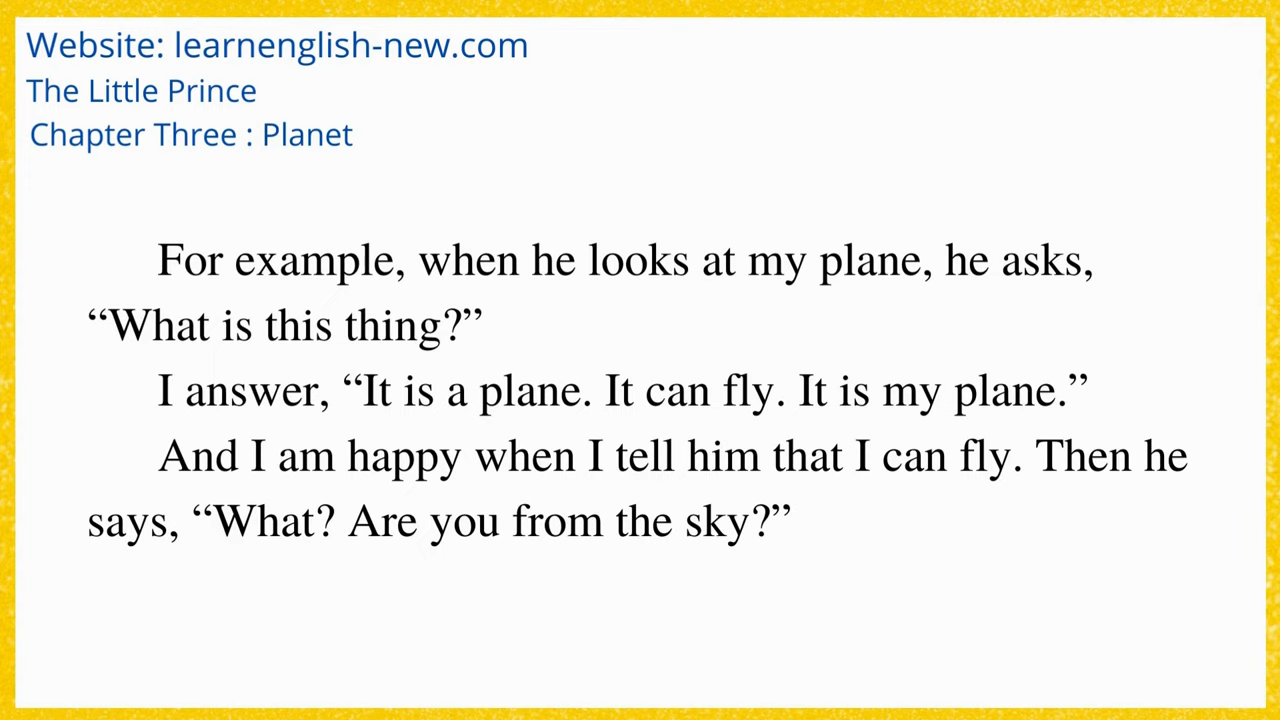 Website: learnenglish-new.com
The Little Prince
Chapter Three : Planet
For example, when he looks at my plane, he asks,
“What is this thing?”
I answer, “It is a plane. It can fly. It is my plane.”
And I am happy when I tell him that I can fly. Then he
says, “What? Are you from the sky?”